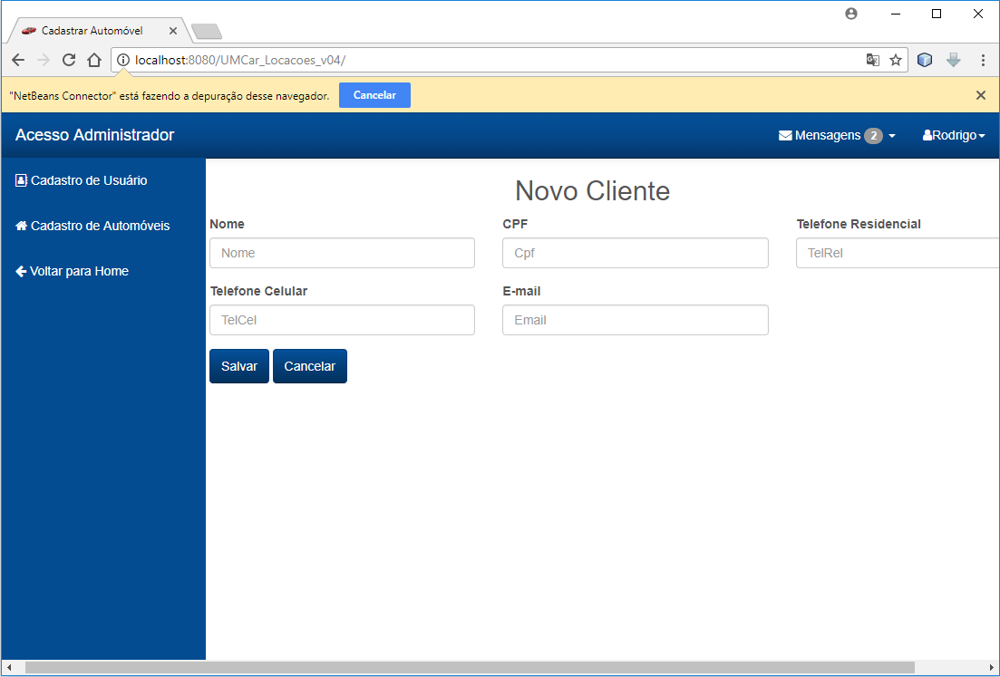 Cadastrar Automóvel
localhost:8080/UMCar_Locacoes_v04/
"NetBeans Connector" está fazendo a depuração desse navegador. Cancelar
Acesso Administrador Mensagens 2 Rodrigo
Cadastro de Usuário
Cadastro de Automóveis
Voltar para Home
Novo Cliente
Nome CPF Telefone Residencial
Nome Cpf TelRel
Telefone Celular E-mail
TelCel Email
Salvar Cancelar